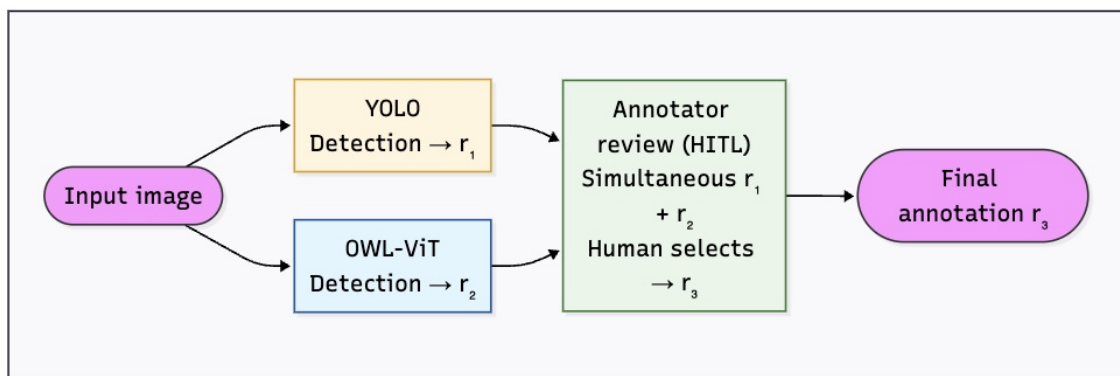 Input image
YOLO
Detection → r₁
OWL-ViT
Detection → r₂
Annotator
review (HITL)
Simultaneous r₁
+ r₂
Human selects
→ r₃
Final
annotation r₃